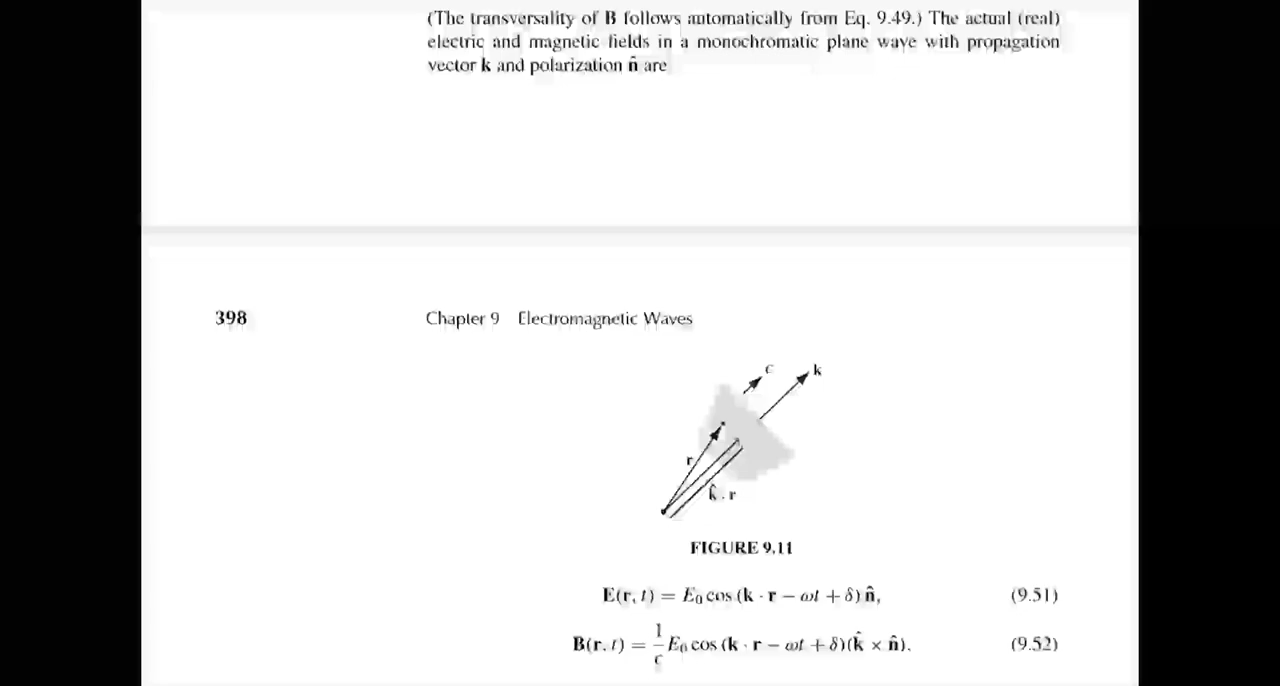 (The transversality of B follows automatically from Eq. 9.49.) The actual (real)
electric and magnetic fields in a monochromatic plane wave with propagation
vector k and polarization n̂ are
398 Chapter 9 Electromagnetic Waves
c
k
r
k̂ · r
FIGURE 9.11
E(r, t) = E₀ cos (k · r − ωt + δ) n̂, (9.51)
B(r, t) = 1/c E₀ cos (k · r − ωt + δ)(k̂ × n̂). (9.52)